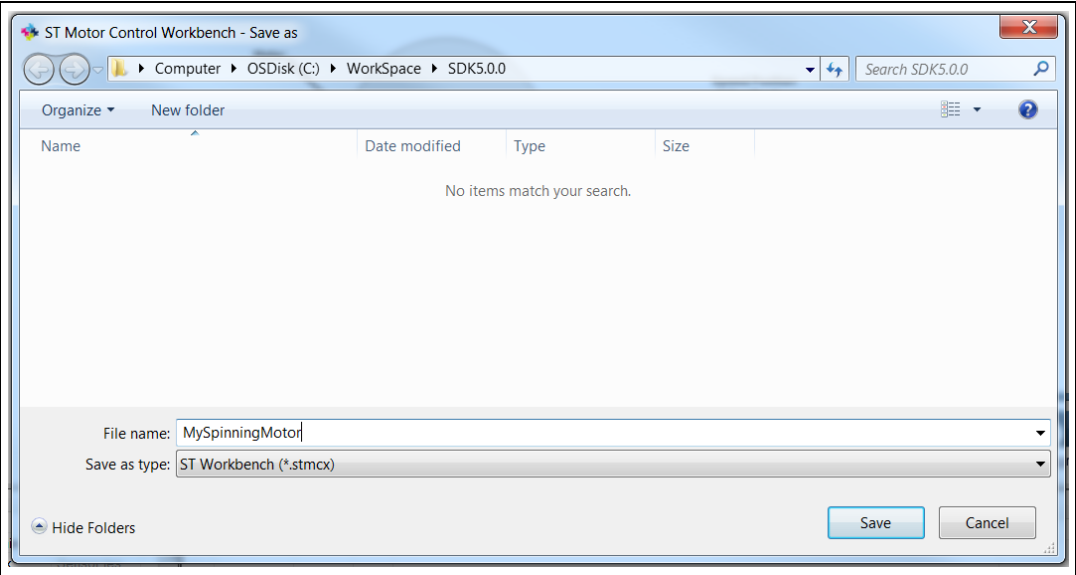 ST Motor Control Workbench - Save as
Computer OSDisk (C:) WorkSpace SDK5.0.0 Search SDK5.0.0
Organize New folder
Name Date modified Type Size
No items match your search.
File name: MySpinningMotor
Save as type: ST Workbench (*.stmcx)
Hide Folders Save Cancel